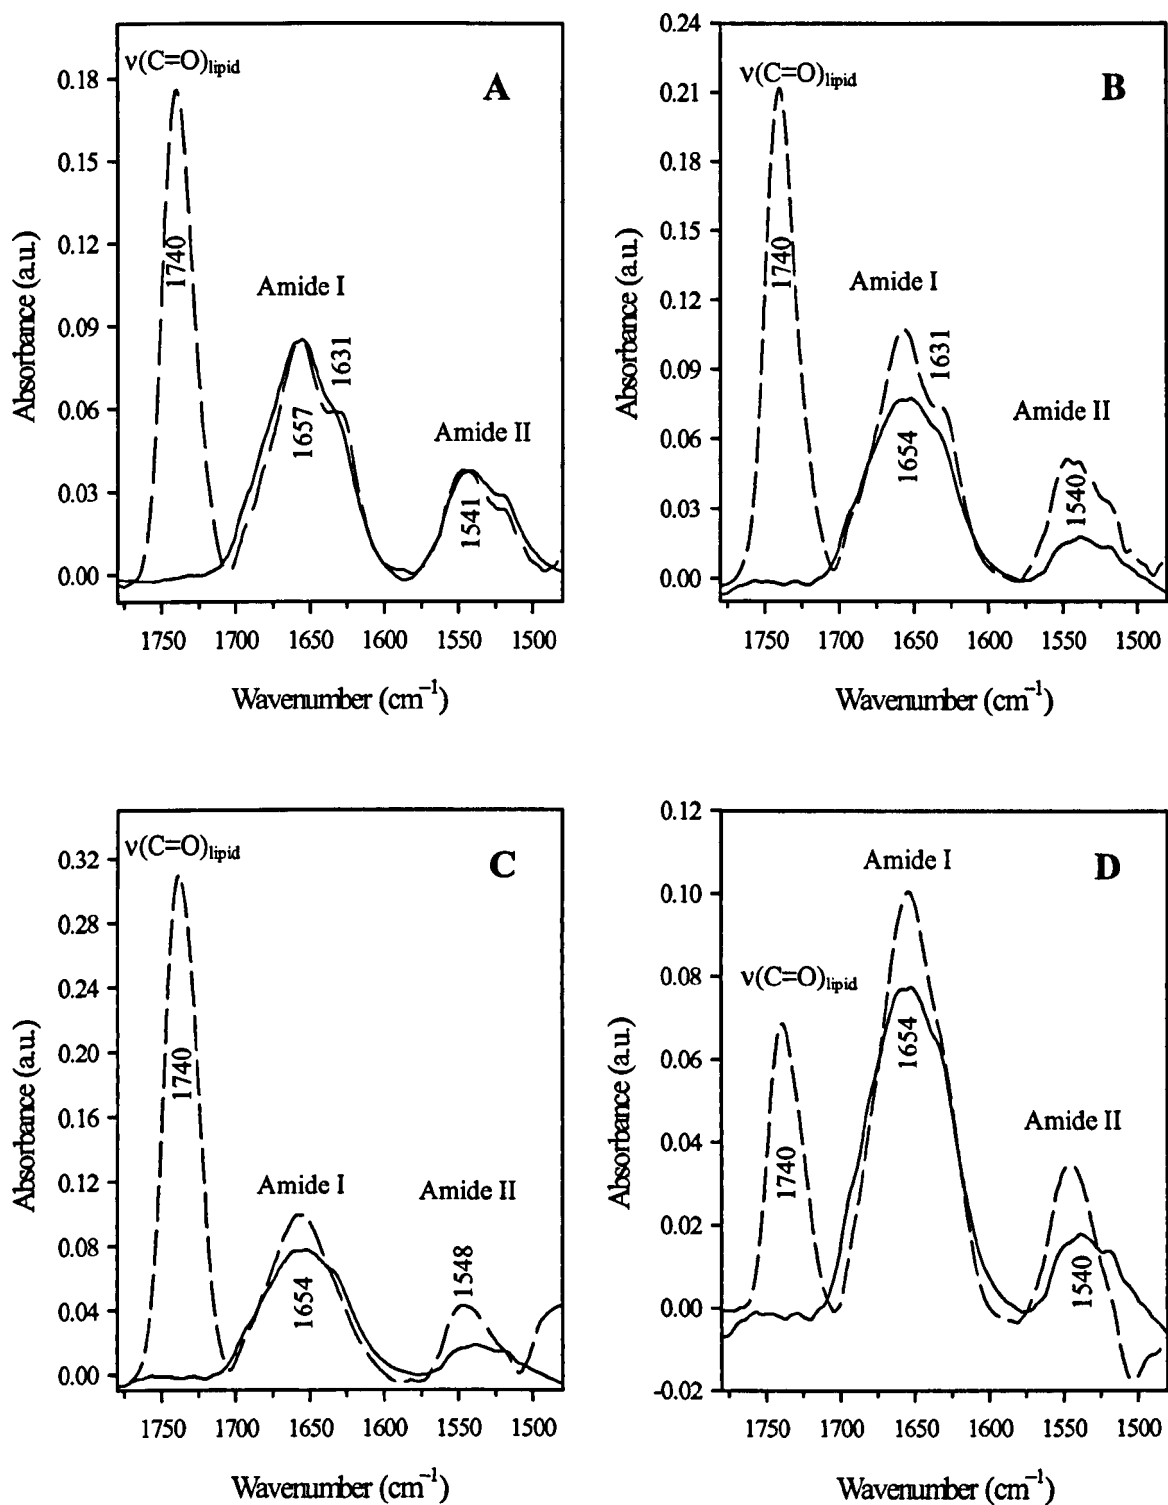 ν(C=O)lipid
A
0.18
0.15
0.12
0.09
0.06
0.03
0.00
Absorbance (a.u.)
1740
Amide I
1657
1631
Amide II
1541
1750 1700 1650 1600 1550 1500
Wavenumber (cm−1)
ν(C=O)lipid
B
0.24
0.21
0.18
0.15
0.12
0.09
0.06
0.03
0.00
Absorbance (a.u.)
1740
Amide I
1654
1631
Amide II
1540
1750 1700 1650 1600 1550 1500
Wavenumber (cm−1)
ν(C=O)lipid
C
0.32
0.28
0.24
0.20
0.16
0.12
0.08
0.04
0.00
Absorbance (a.u.)
1740
Amide I
1654
Amide II
1548
1750 1700 1650 1600 1550 1500
Wavenumber (cm−1)
Amide I
D
0.12
0.10
0.08
0.06
0.04
0.02
0.00
-0.02
Absorbance (a.u.)
ν(C=O)lipid
1740
1654
Amide II
1540
1750 1700 1650 1600 1550 1500
Wavenumber (cm−1)